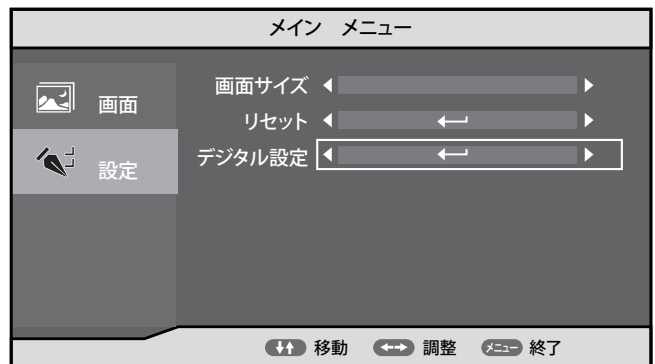 メイン メニュー
画面
設定
画面サイズ
リセット
デジタル設定
移動 調整 メニュー 終了